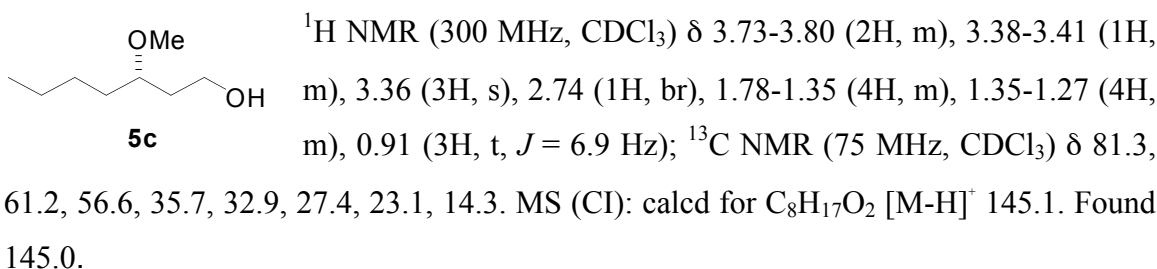 OMe
OH
5c
¹H NMR (300 MHz, CDCl₃) δ 3.73-3.80 (2H, m), 3.38-3.41 (1H,
m), 3.36 (3H, s), 2.74 (1H, br), 1.78-1.35 (4H, m), 1.35-1.27 (4H,
m), 0.91 (3H, t, J = 6.9 Hz); ¹³C NMR (75 MHz, CDCl₃) δ 81.3,
61.2, 56.6, 35.7, 32.9, 27.4, 23.1, 14.3. MS (CI): calcd for C₈H₁₇O₂ [M-H]⁺ 145.1. Found
145.0.